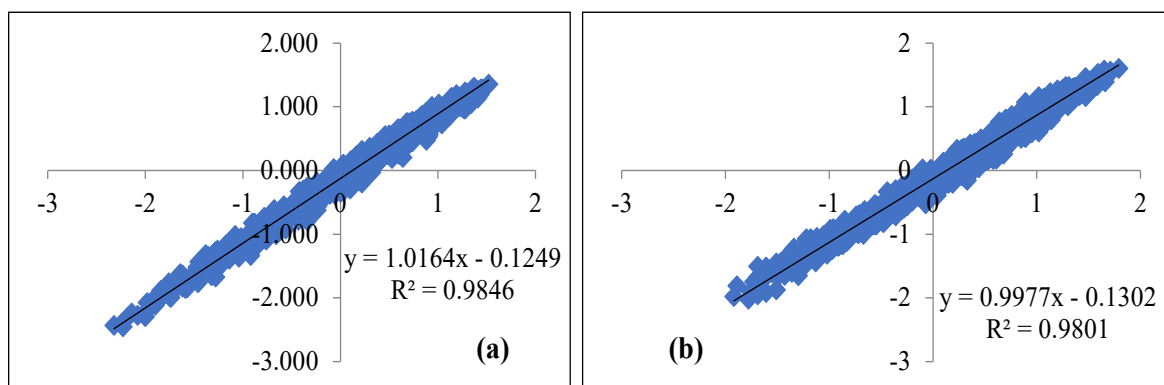 2.000
1.000
0.000
-3 -2 -1 0 1 2
-1.000
y = 1.0164x - 0.1249
R² = 0.9846
-2.000
-3.000
(a)
2
1
0
-3 -2 -1 0 1 2
-1
-2
y = 0.9977x - 0.1302
R² = 0.9801
-3
(b)